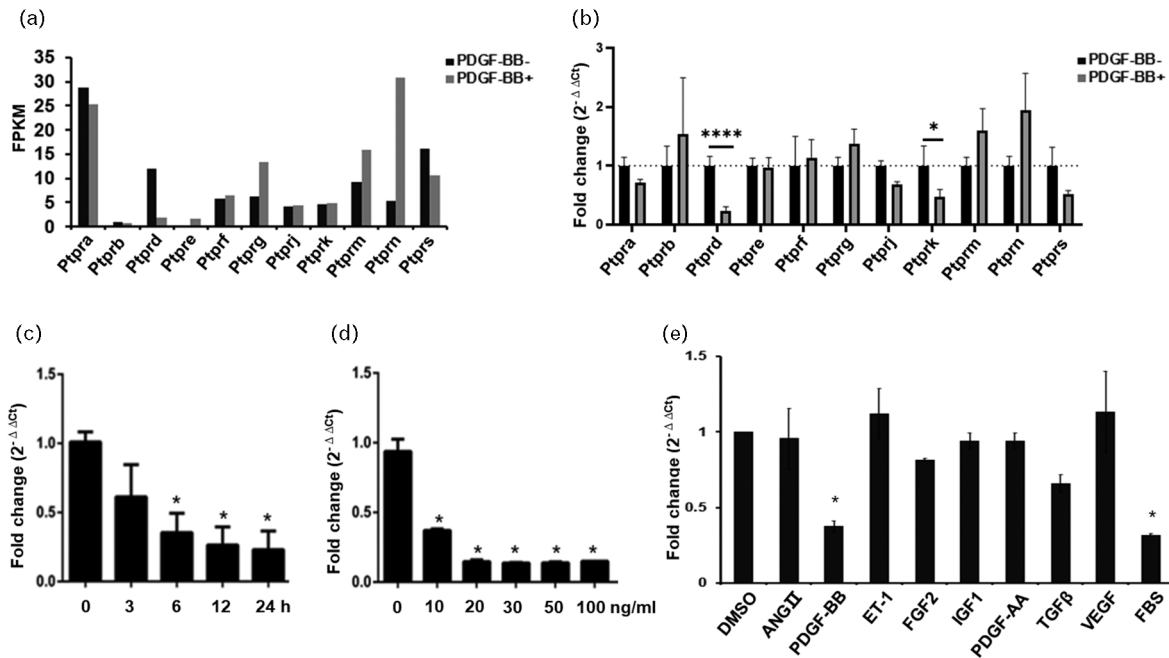 (a)
FPKM
35
30
25
20
15
10
5
0
PDGF-BB-
PDGF-BB+
Ptpra
Ptprb
Ptprd
Ptpre
Ptprf
Ptprg
Ptprj
Ptprk
Ptprm
Ptprn
Ptprs
(b)
Fold change (2^-ΔΔCt)
3
2
1
0
****
*
PDGF-BB-
PDGF-BB+
Ptpra
Ptprb
Ptprd
Ptpre
Ptprf
Ptprg
Ptprj
Ptprk
Ptprm
Ptprn
Ptprs
(c)
Fold change (2^-ΔΔCt)
1.5
1.0
0.5
0.0
* * *
0 3 6 12 24 h
(d)
Fold change (2^-ΔΔCt)
1.5
1.0
0.5
0.0
* * * * *
0 10 20 30 50 100 ng/ml
(e)
Fold change (2^-ΔΔCt)
1.5
1
0.5
0
*
*
DMSO
ANGⅡ
PDGF-BB
ET-1
FGF2
IGF1
PDGF-AA
TGFβ
VEGF
FBS